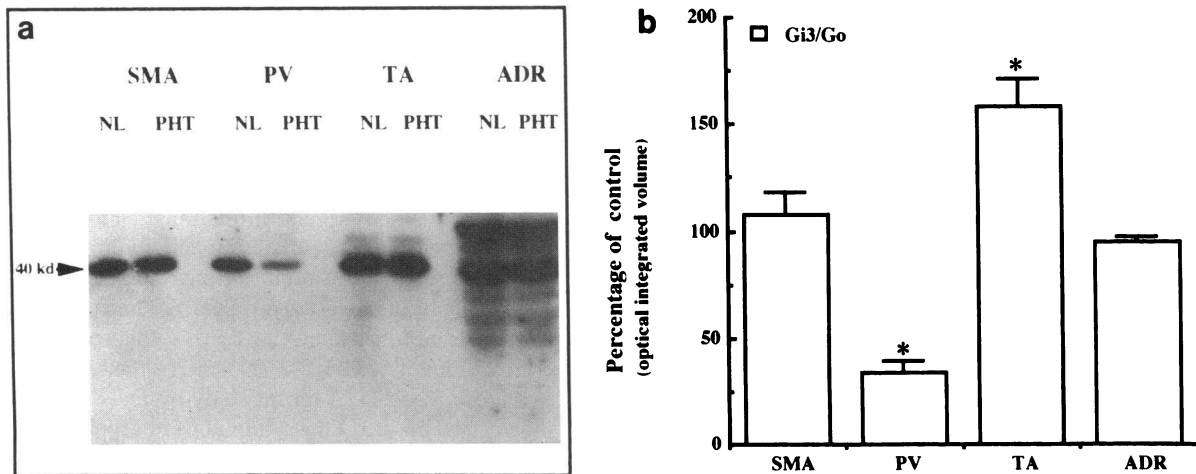 a
SMA PV TA ADR
NL PHT NL PHT NL PHT NL PHT
40 kd
b
200
Gi3/Go
150
100
50
0
Percentage of control
(optical integrated volume)
*
*
SMA PV TA ADR